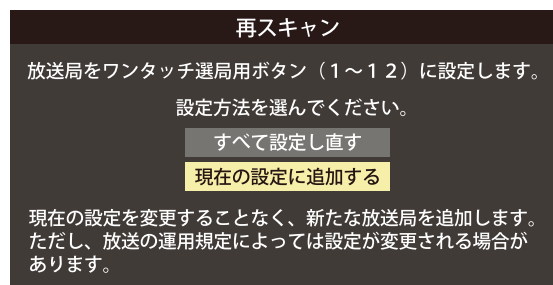 再スキャン
放送局をワンタッチ選局用ボタン（１～１２）に設定します。
設定方法を選んでください。
すべて設定し直す
現在の設定に追加する
現在の設定を変更することなく、新たな放送局を追加します。
ただし、放送の運用規定によっては設定が変更される場合が
あります。